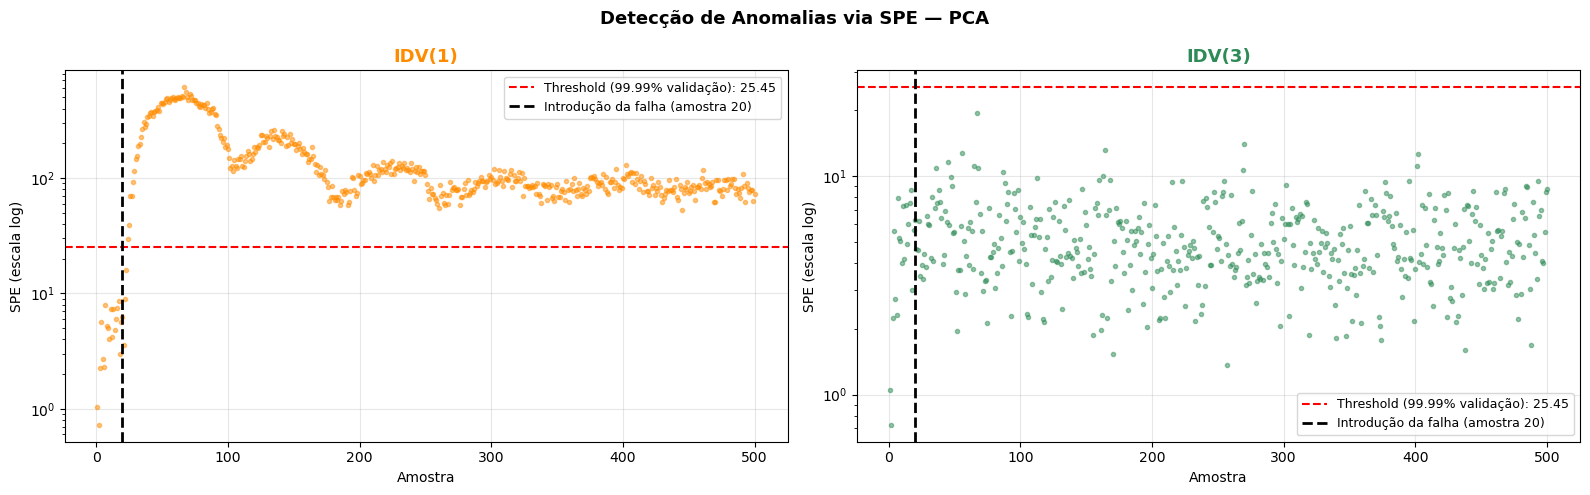 Detecção de Anomalias via SPE — PCA
IDV(1)
Threshold (99.99% validação): 25.45
Introdução da falha (amostra 20)
SPE (escala log)
10²
10¹
10⁰
0
100
200
300
400
500
Amostra
IDV(3)
SPE (escala log)
10¹
10⁰
Threshold (99.99% validação): 25.45
Introdução da falha (amostra 20)
0
100
200
300
400
500
Amostra